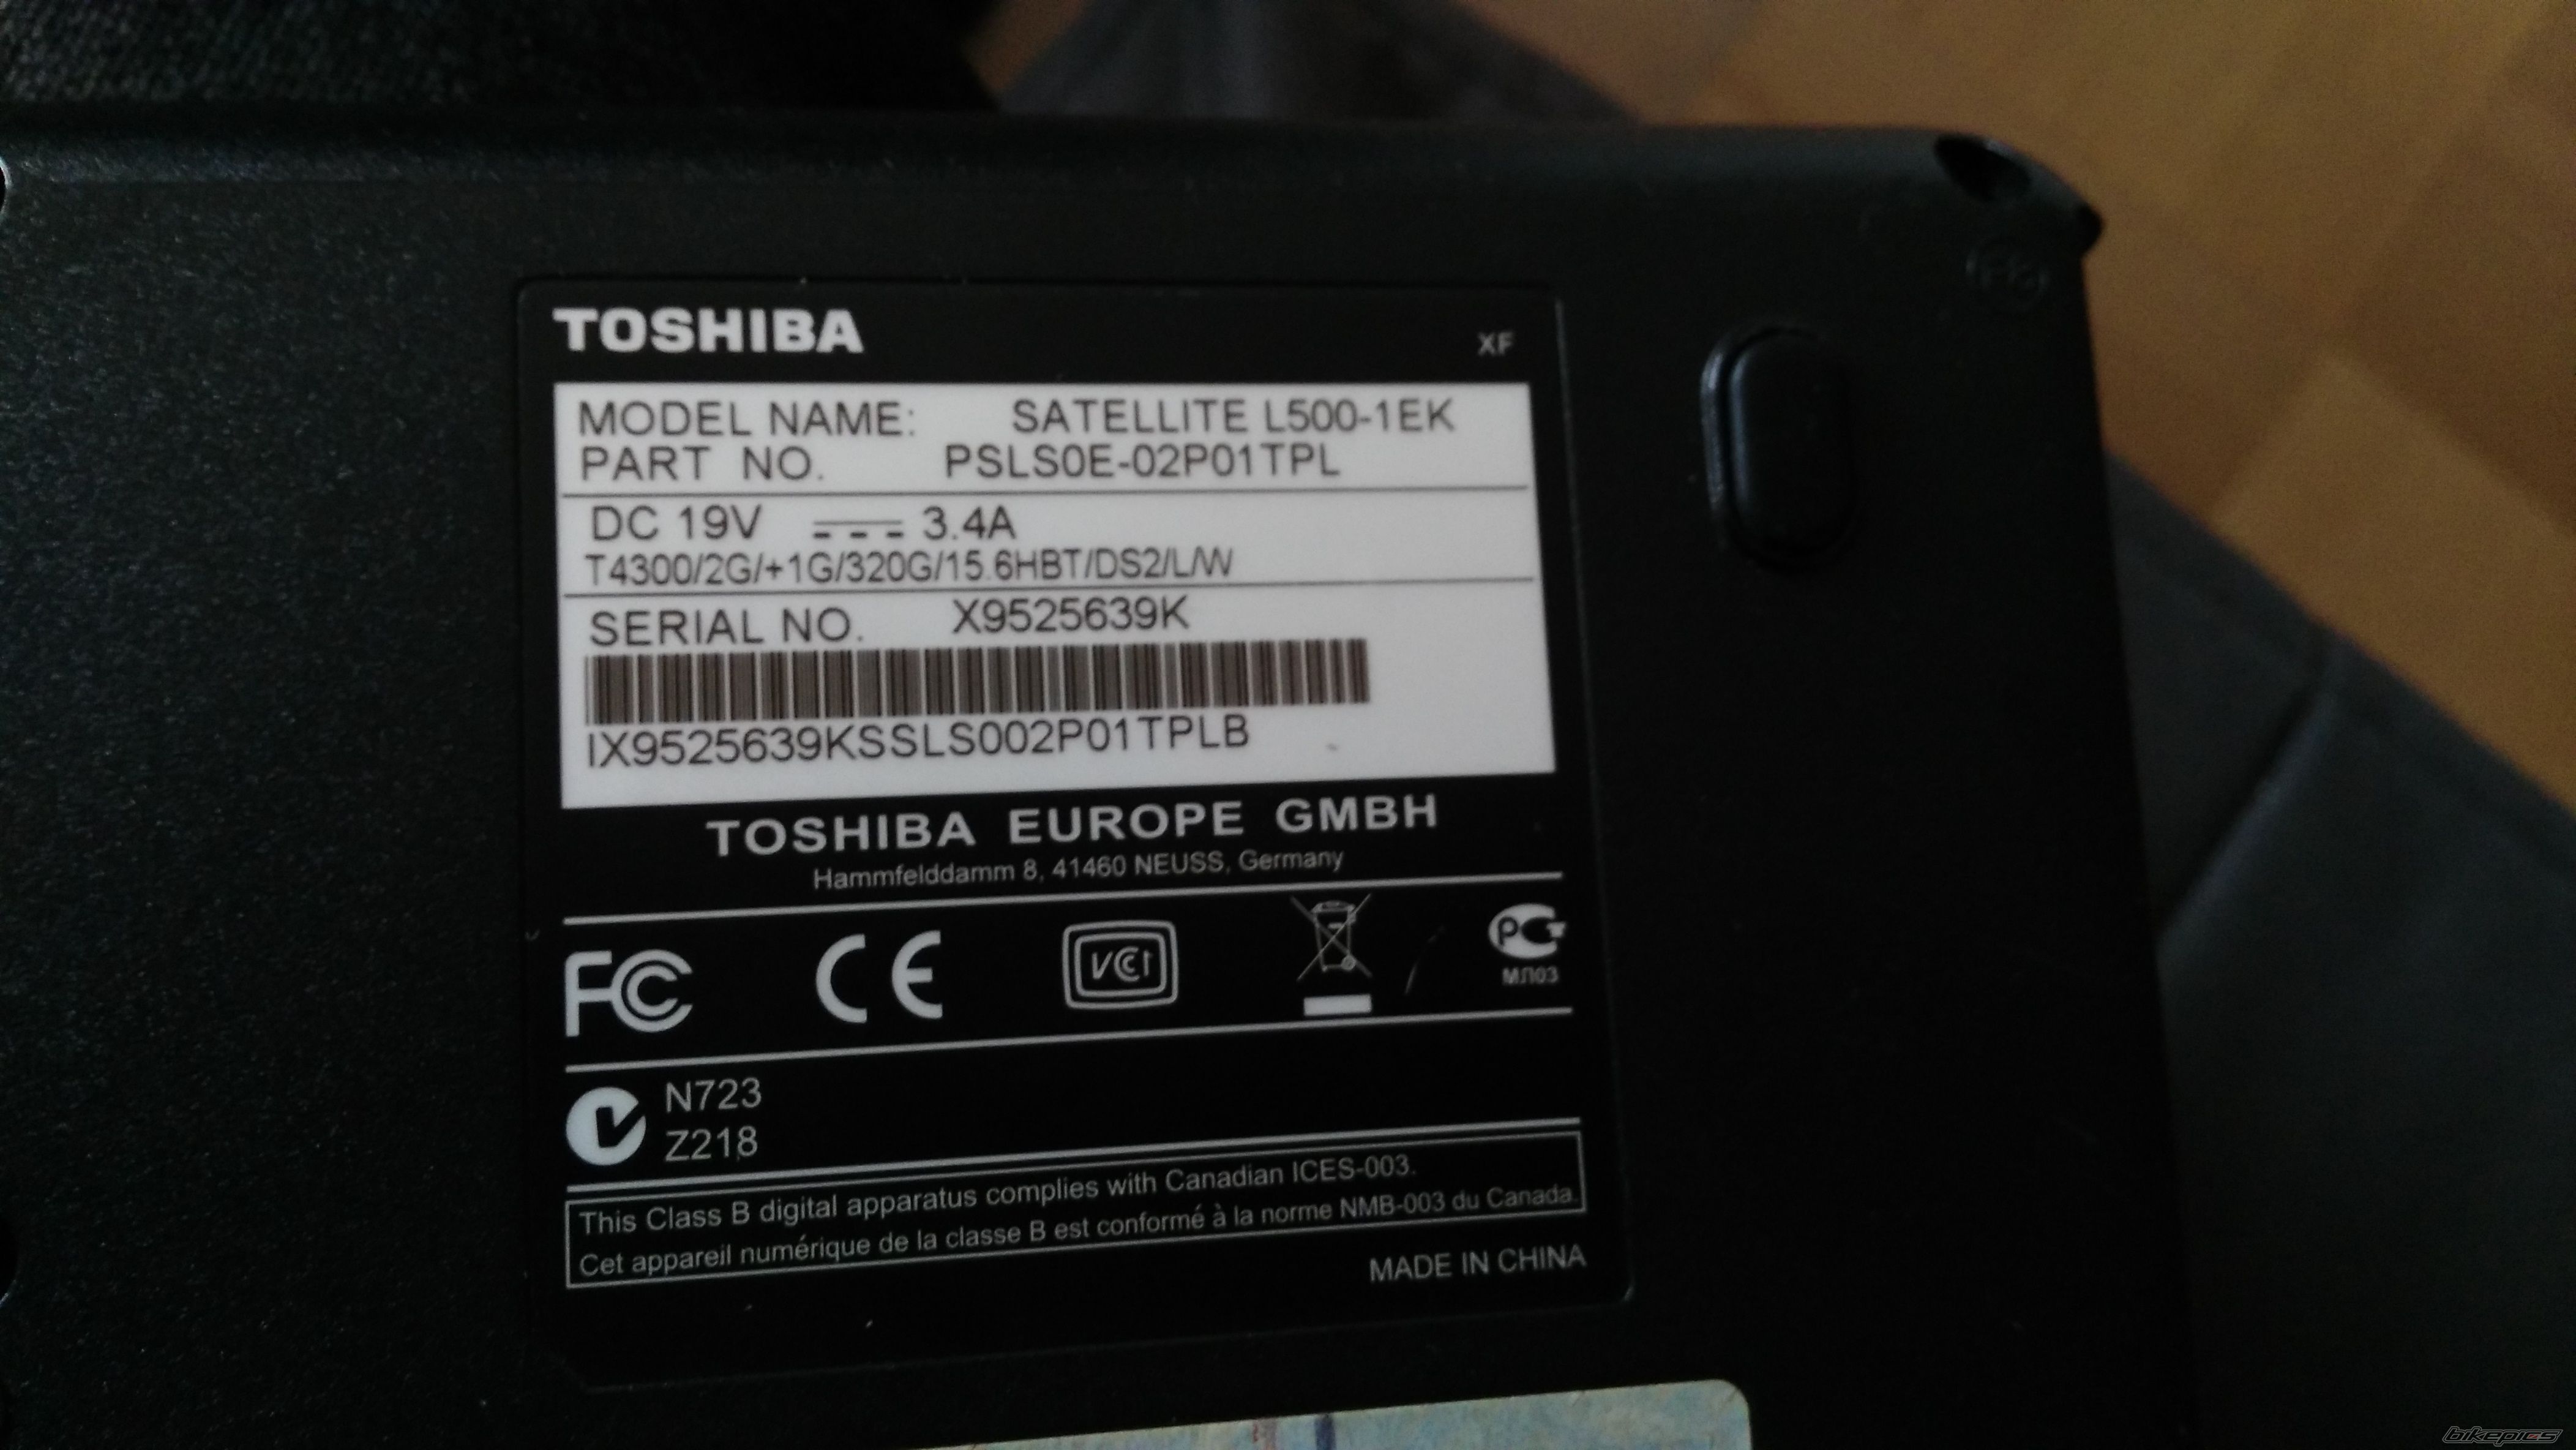 TOSHIBA
XF
MODEL NAME: SATELLITE L500-1EK
PART NO. PSLS0E-02P01TPL
DC 19V 3.4A
T4300/2G/+1G/320G/15.6HBT/DS2/L/W
SERIAL NO. X9525639K
IX9525639KSSLS002P01TPLB
TOSHIBA EUROPE GMBH
Hammfelddamm 8, 41460 NEUSS, Germany
FC CE VCI PC
МЛ03
N723
Z218
This Class B digital apparatus complies with Canadian ICES-003.
Cet appareil numérique de la classe B est conformé à la norme NMB-003 du Canada.
MADE IN CHINA
bikepics